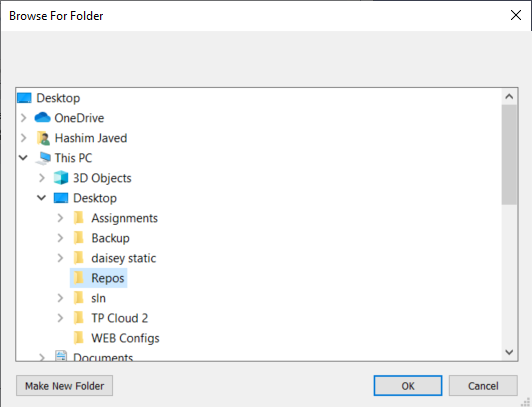 Browse For Folder
Desktop
OneDrive
Hashim Javed
This PC
3D Objects
Desktop
Assignments
Backup
daisey static
Repos
sln
TP Cloud 2
WEB Configs
Documents
Make New Folder
OK
Cancel